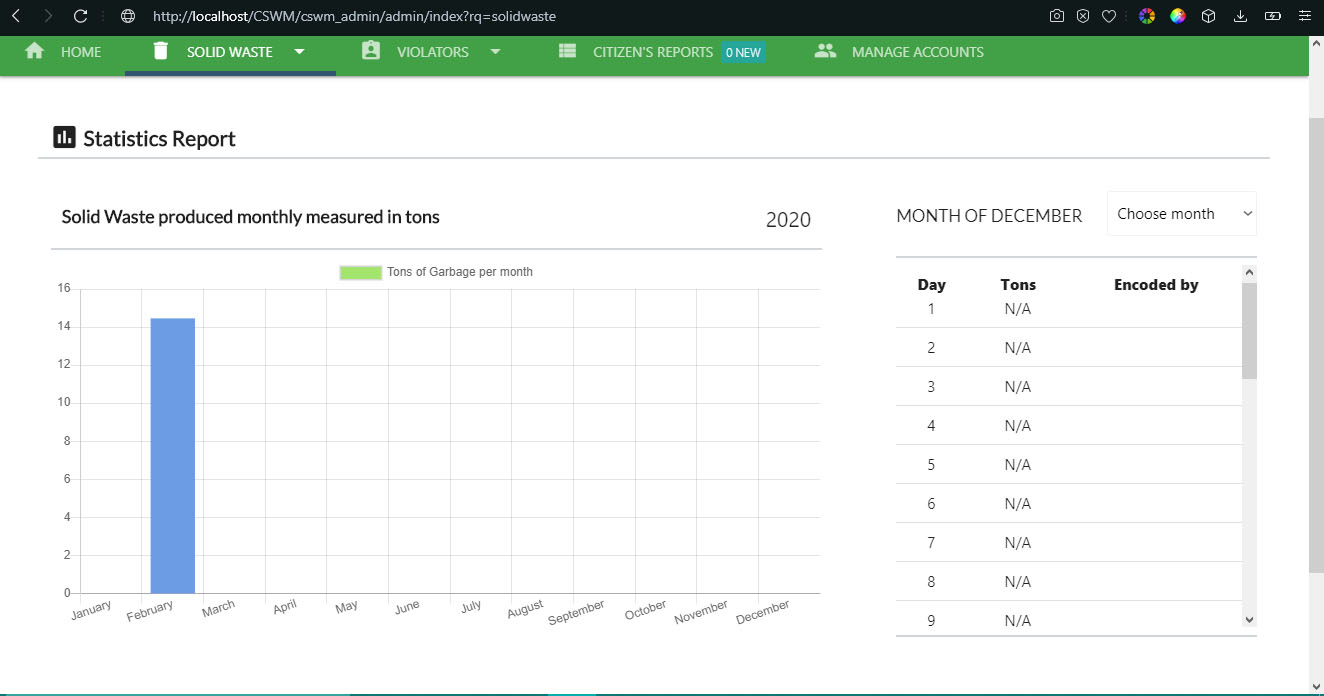 http://localhost/CSWM/cswm_admin/admin/index?rq=solidwaste
HOME SOLID WASTE VIOLATORS CITIZEN'S REPORTS 0 NEW MANAGE ACCOUNTS
Statistics Report
Solid Waste produced monthly measured in tons 2020
Tons of Garbage per month
16
14
12
10
8
6
4
2
0
January February March April May June July August September October November December
MONTH OF DECEMBER Choose month
Day Tons Encoded by
1 N/A
2 N/A
3 N/A
4 N/A
5 N/A
6 N/A
7 N/A
8 N/A
9 N/A